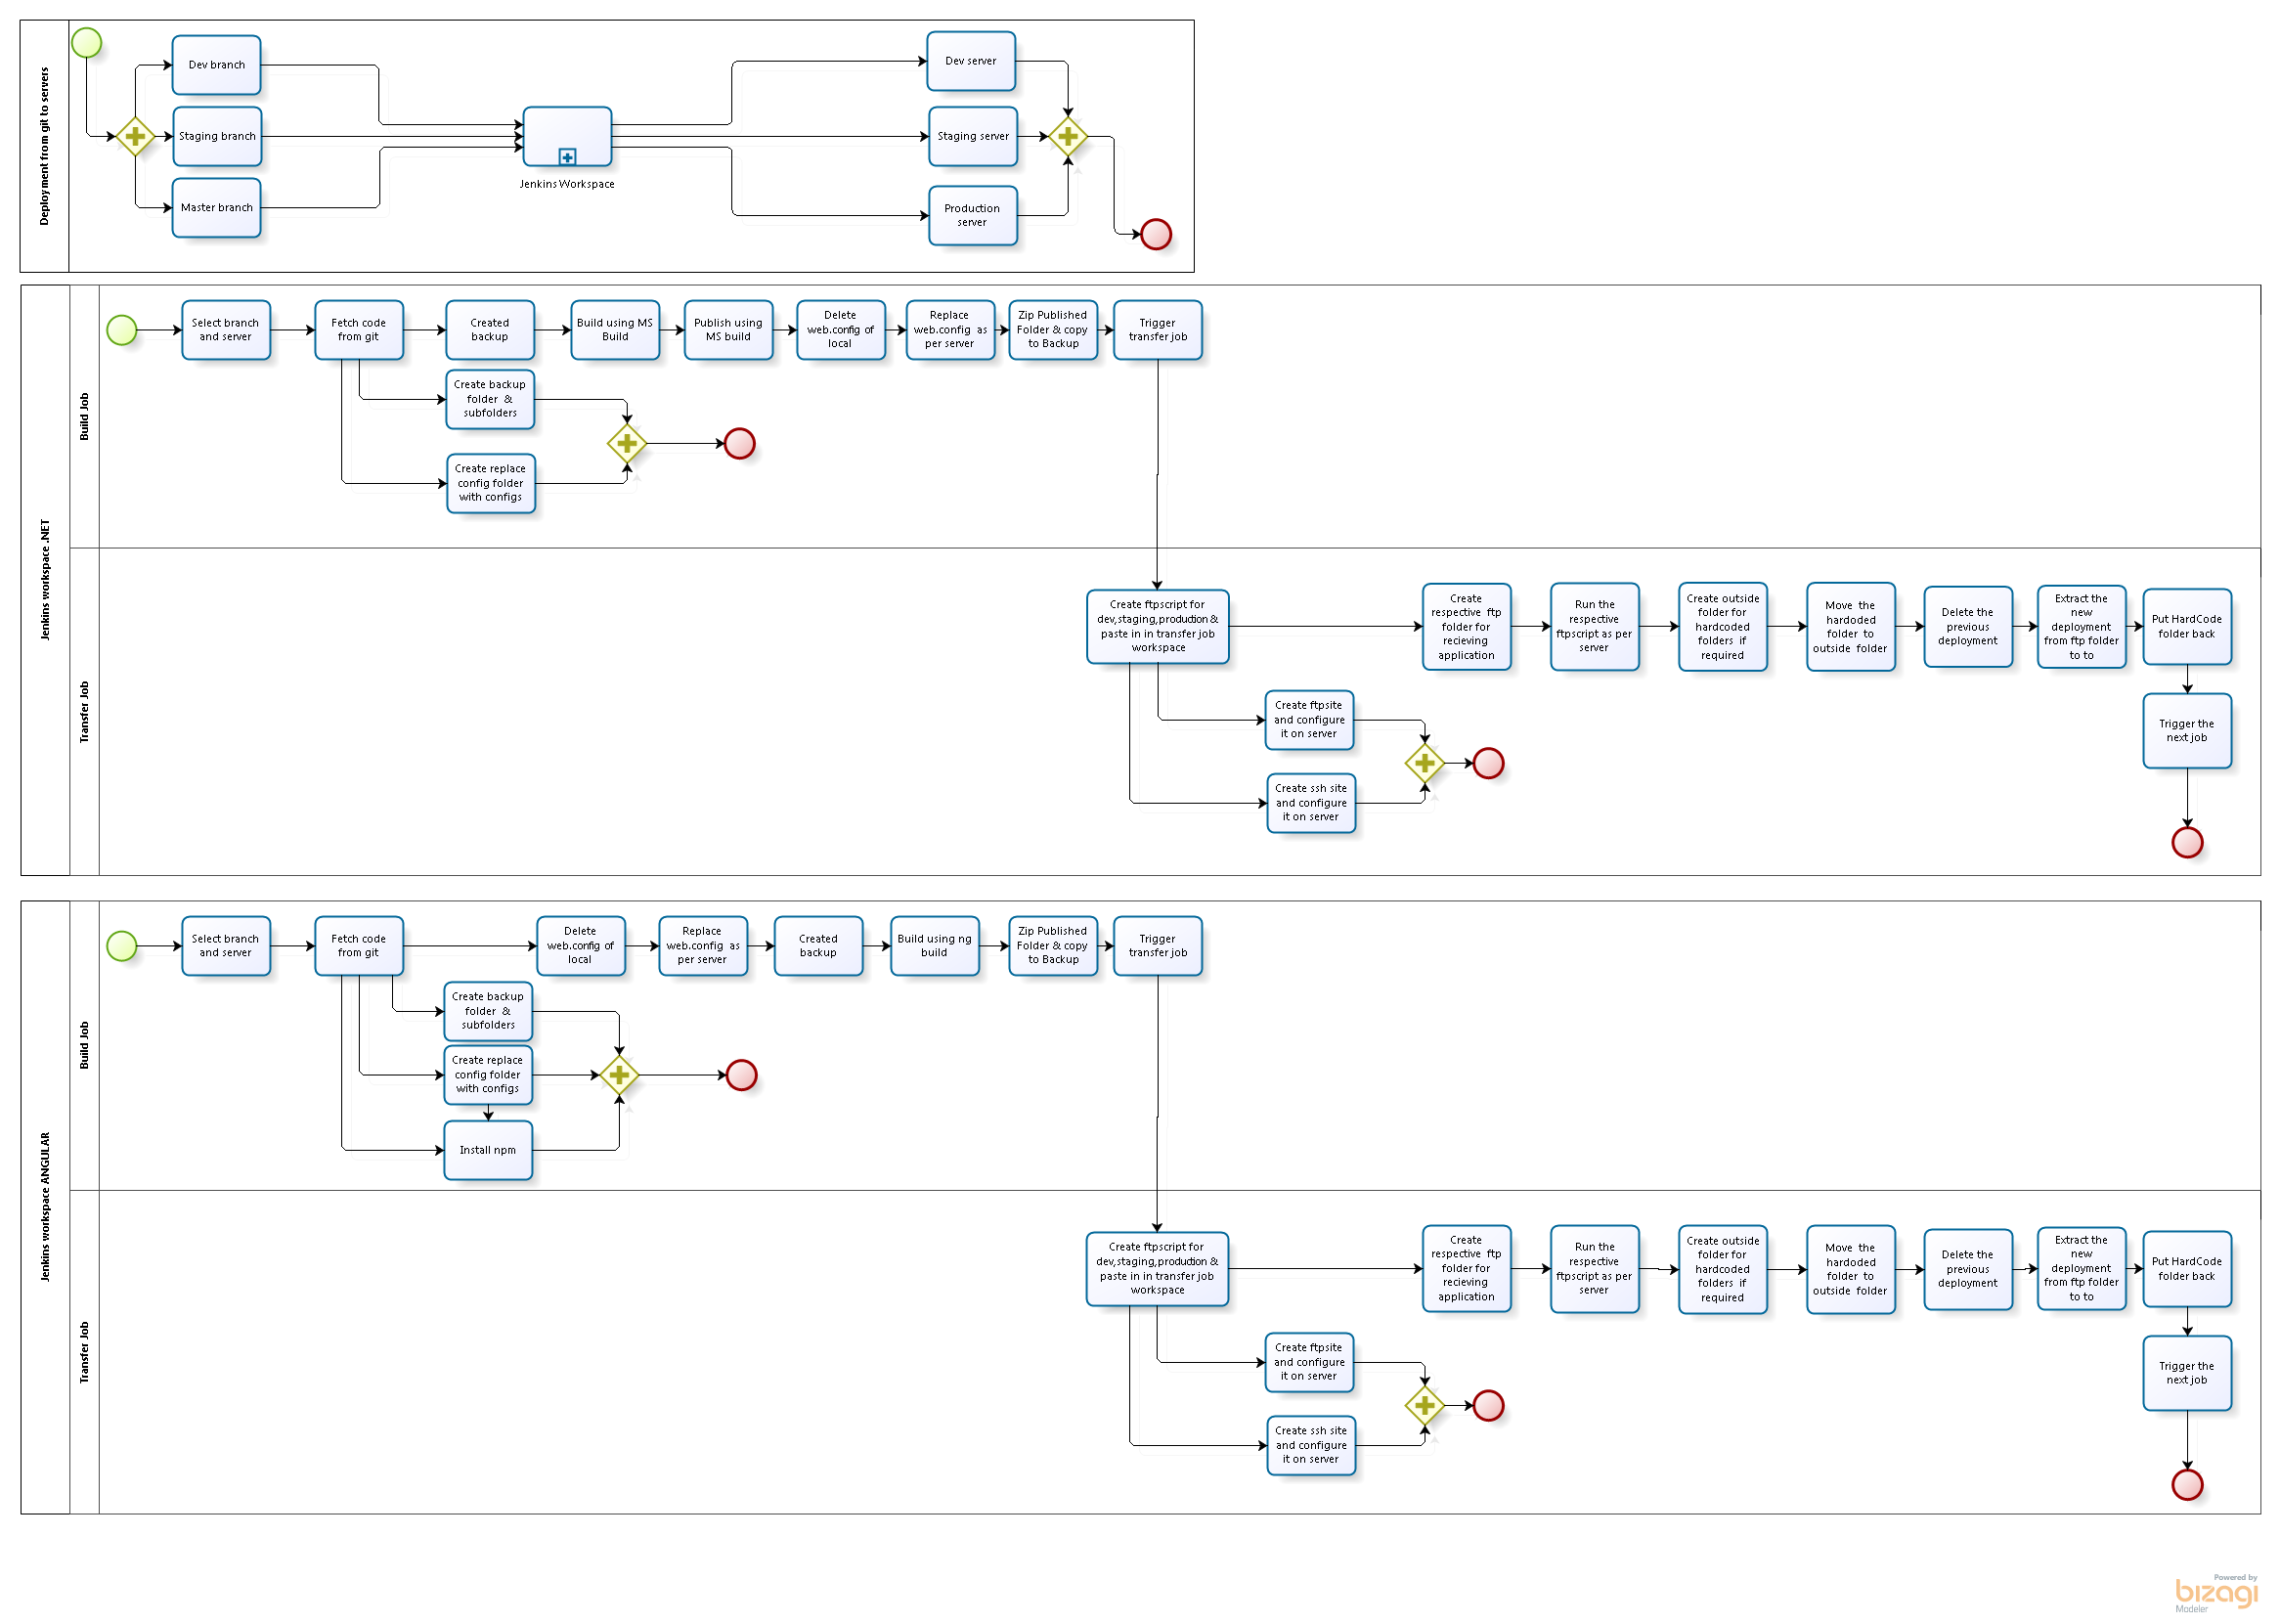 Deployment from git to servers
Dev branch
Staging branch
Master branch
Jenkins Workspace
Dev server
Staging server
Production
server
Jenkins workspace .NET
Build Job
Select branch
and server
Fetch code
from git
Created
backup
Build using MS
Build
Publish using
MS build
Delete
web.config of
local
Replace
web.config as
per server
Zip Published
Folder & copy
to Backup
Trigger
transfer job
Create backup
folder &
subfolders
Create replace
config folder
with configs
Transfer Job
Create ftpscript for
dev,staging,production &
paste in in transfer job
workspace
Create
respective ftp
folder for
recieving
application
Run the
respective
ftpscript as per
server
Create outside
folder for
hardcoded
folders if
required
Move the
hardoded
folder to
outside folder
Delete the
previous
deployment
Extract the
new
deployment
from ftp folder
to to
Put HardCode
folder back
Create ftpsite
and configure
it on server
Create ssh site
and configure
it on server
Trigger the
next job
Jenkins workspace ANGULAR
Build Job
Select branch
and server
Fetch code
from git
Delete
web.config of
local
Replace
web.config as
per server
Created
backup
Build using ng
build
Zip Published
Folder & copy
to Backup
Trigger
transfer job
Create backup
folder &
subfolders
Create replace
config folder
with configs
Install npm
Transfer Job
Create ftpscript for
dev,staging,production &
paste in in transfer job
workspace
Create
respective ftp
folder for
recieving
application
Run the
respective
ftpscript as per
server
Create outside
folder for
hardcoded
folders if
required
Move the
hardoded
folder to
outside folder
Delete the
previous
deployment
Extract the
new
deployment
from ftp folder
to to
Put HardCode
folder back
Create ftpsite
and configure
it on server
Create ssh site
and configure
it on server
Trigger the
next job
Powered by
bizagi
Modeler